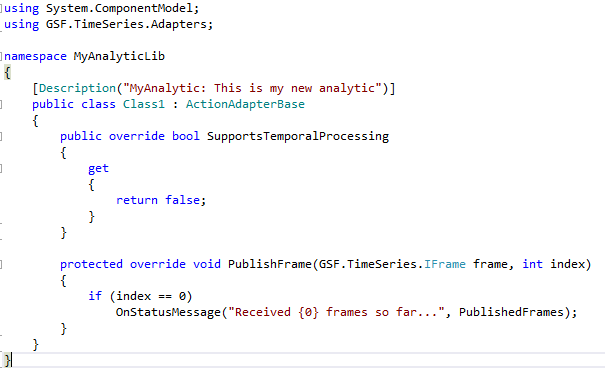 using System.ComponentModel;
using GSF.TimeSeries.Adapters;

namespace MyAnalyticLib
{
    [Description("MyAnalytic: This is my new analytic")]
    public class Class1 : ActionAdapterBase
    {
        public override bool SupportsTemporalProcessing
        {
            get
            {
                return false;
            }
        }

        protected override void PublishFrame(GSF.TimeSeries.IFrame frame, int index)
        {
            if (index == 0)
                OnStatusMessage("Received {0} frames so far...", PublishedFrames);
        }
    }
}